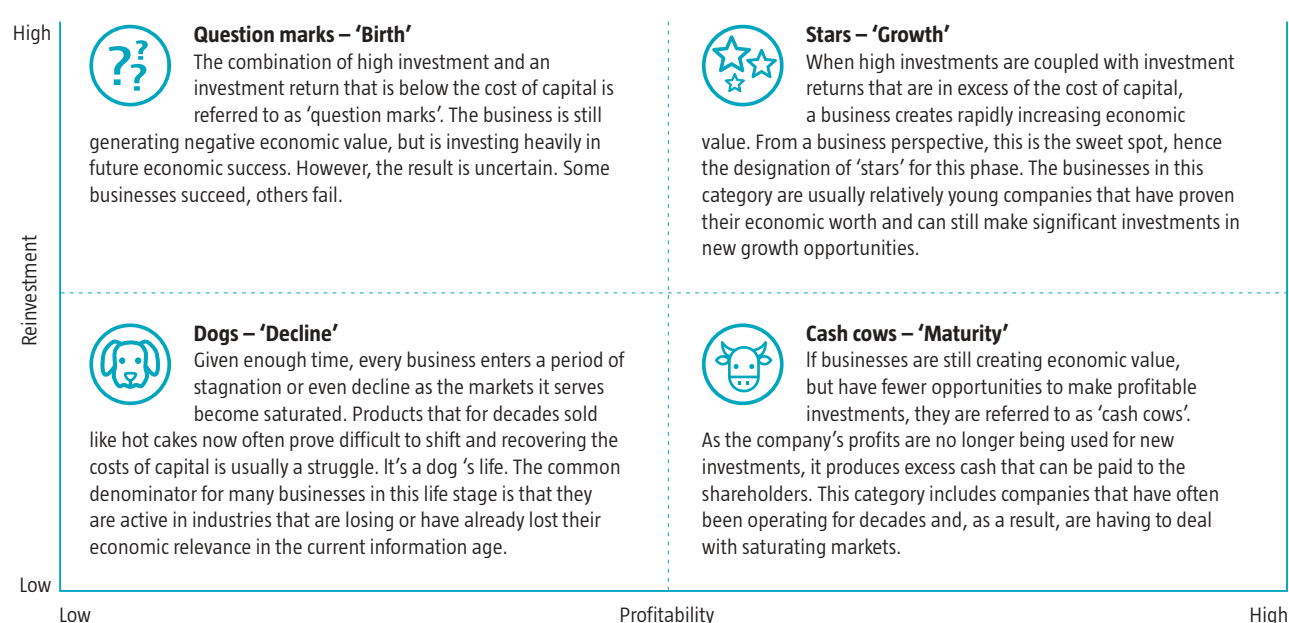 High
Question marks – ‘Birth’
The combination of high investment and an
investment return that is below the cost of capital is
referred to as ‘question marks’. The business is still
generating negative economic value, but is investing heavily in
future economic success. However, the result is uncertain. Some
businesses succeed, others fail.
Stars – ‘Growth’
When high investments are coupled with investment
returns that are in excess of the cost of capital,
a business creates rapidly increasing economic
value. From a business perspective, this is the sweet spot, hence
the designation of ‘stars’ for this phase. The businesses in this
category are usually relatively young companies that have proven
their economic worth and can still make significant investments in
new growth opportunities.
Reinvestment
Dogs – ‘Decline’
Given enough time, every business enters a period of
stagnation or even decline as the markets it serves
become saturated. Products that for decades sold
like hot cakes now often prove difficult to shift and recovering the
costs of capital is usually a struggle. It’s a dog ‘s life. The common
denominator for many businesses in this life stage is that they
are active in industries that are losing or have already lost their
economic relevance in the current information age.
Cash cows – ‘Maturity’
If businesses are still creating economic value,
but have fewer opportunities to make profitable
investments, they are referred to as ‘cash cows’.
As the company’s profits are no longer being used for new
investments, it produces excess cash that can be paid to the
shareholders. This category includes companies that have often
been operating for decades and, as a result, are having to deal
with saturating markets.
Low
Low
Profitability
High